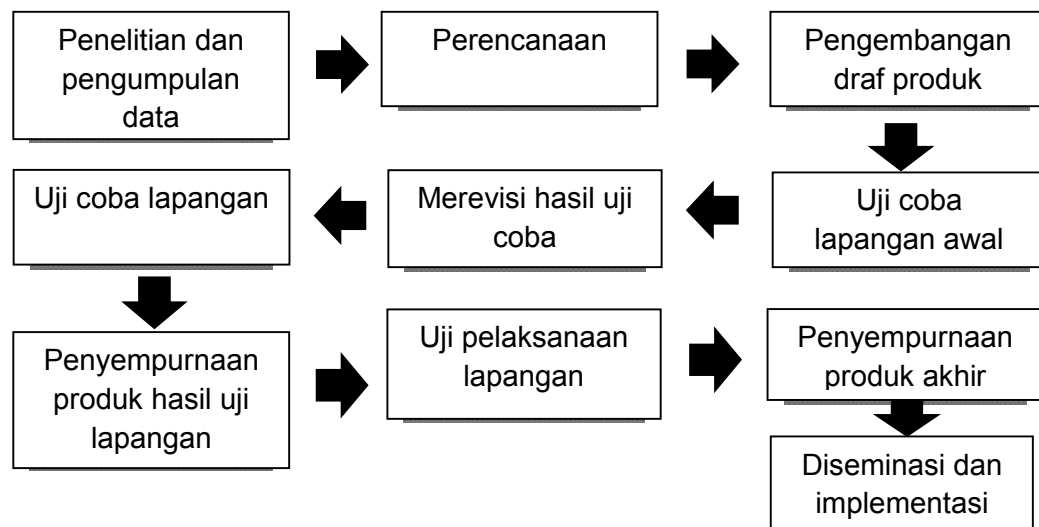 Penelitian dan
pengumpulan
data
Perencanaan
Pengembangan
draf produk
Uji coba
lapangan awal
Merevisi hasil uji
coba
Uji coba lapangan
Penyempurnaan
produk hasil uji
lapangan
Uji pelaksanaan
lapangan
Penyempurnaan
produk akhir
Diseminasi dan
implementasi